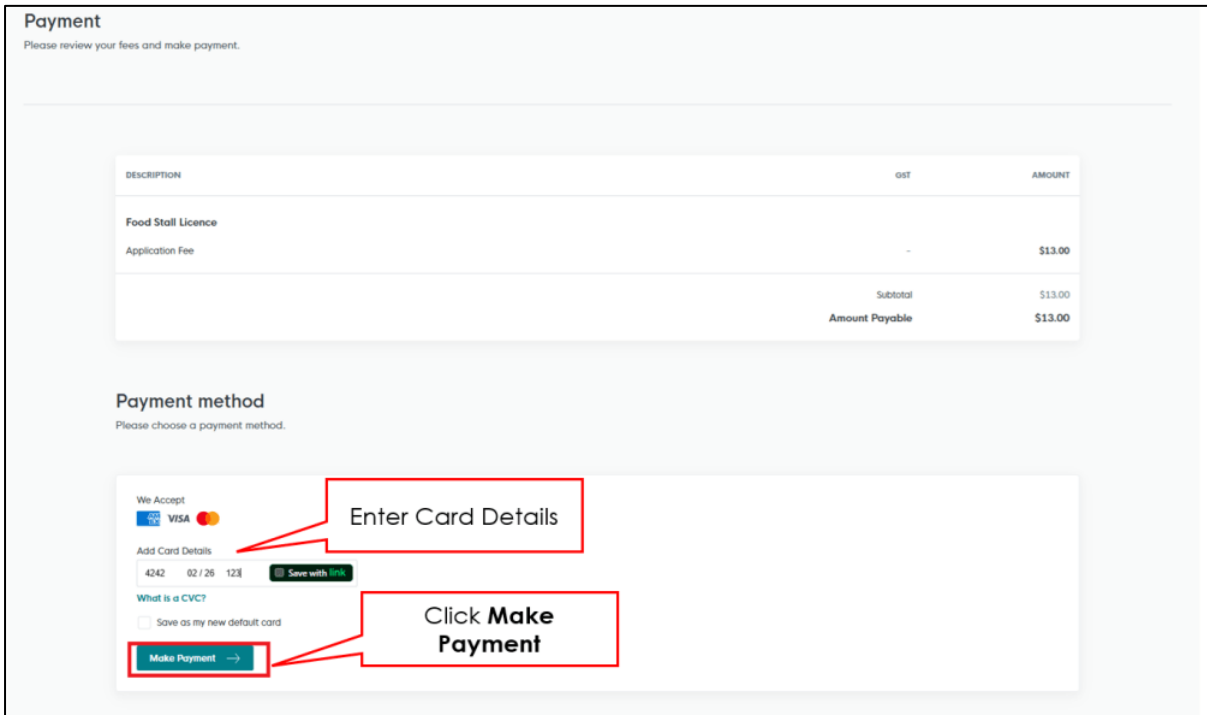 Payment
Please review your fees and make payment.
DESCRIPTION GST AMOUNT
Food Stall Licence
Application Fee - $13.00
Subtotal $13.00
Amount Payable $13.00
Payment method
Please choose a payment method.
We Accept
VISA
Enter Card Details
Add Card Details
4242 02 / 26 123 Save with link
What is a CVC?
Save as my new default card
Click Make
Payment
Make Payment →